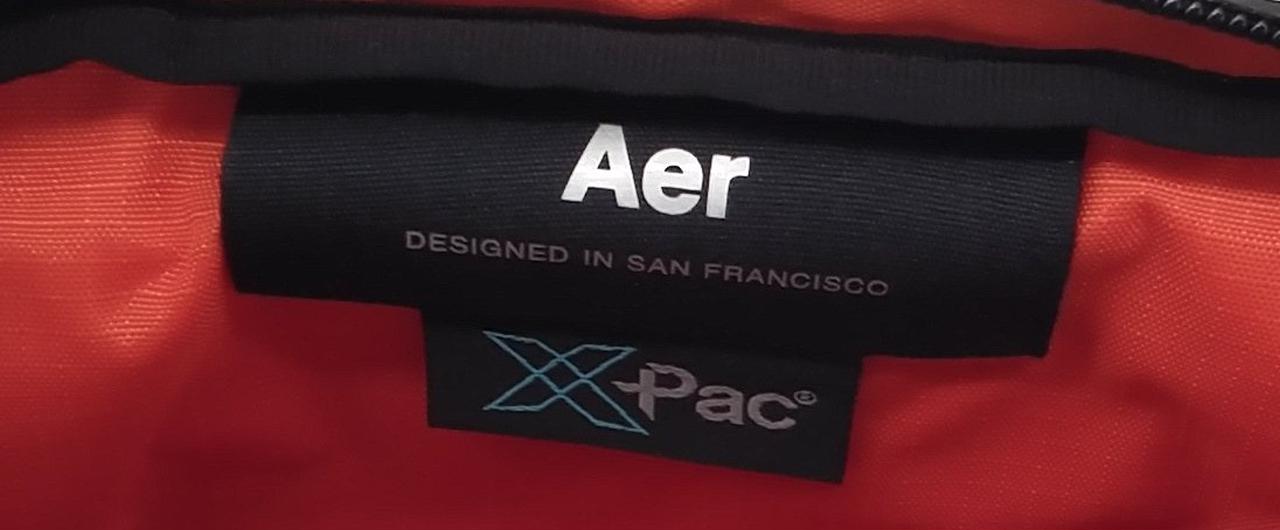 Aer
DESIGNED IN SAN FRANCISCO
X-Pac®